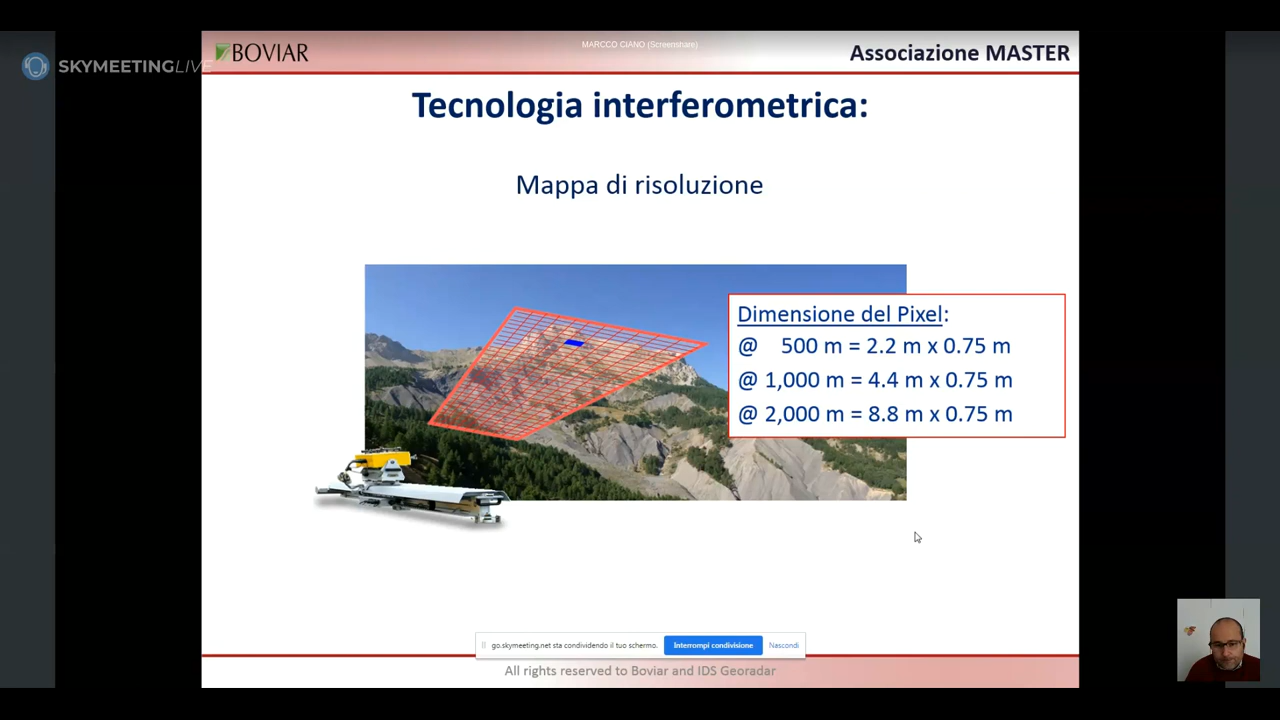 SKYMEETINGLIVE
BOVIAR
MARCCO CIANO (Screenshare)
Associazione MASTER
Tecnologia interferometrica:
Mappa di risoluzione
Dimensione del Pixel:
@ 500 m = 2.2 m x 0.75 m
@ 1,000 m = 4.4 m x 0.75 m
@ 2,000 m = 8.8 m x 0.75 m
go.skymeeting.net sta condividendo il tuo schermo.
Interrompi condivisione
Nascondi
All rights reserved to Boviar and IDS Georadar